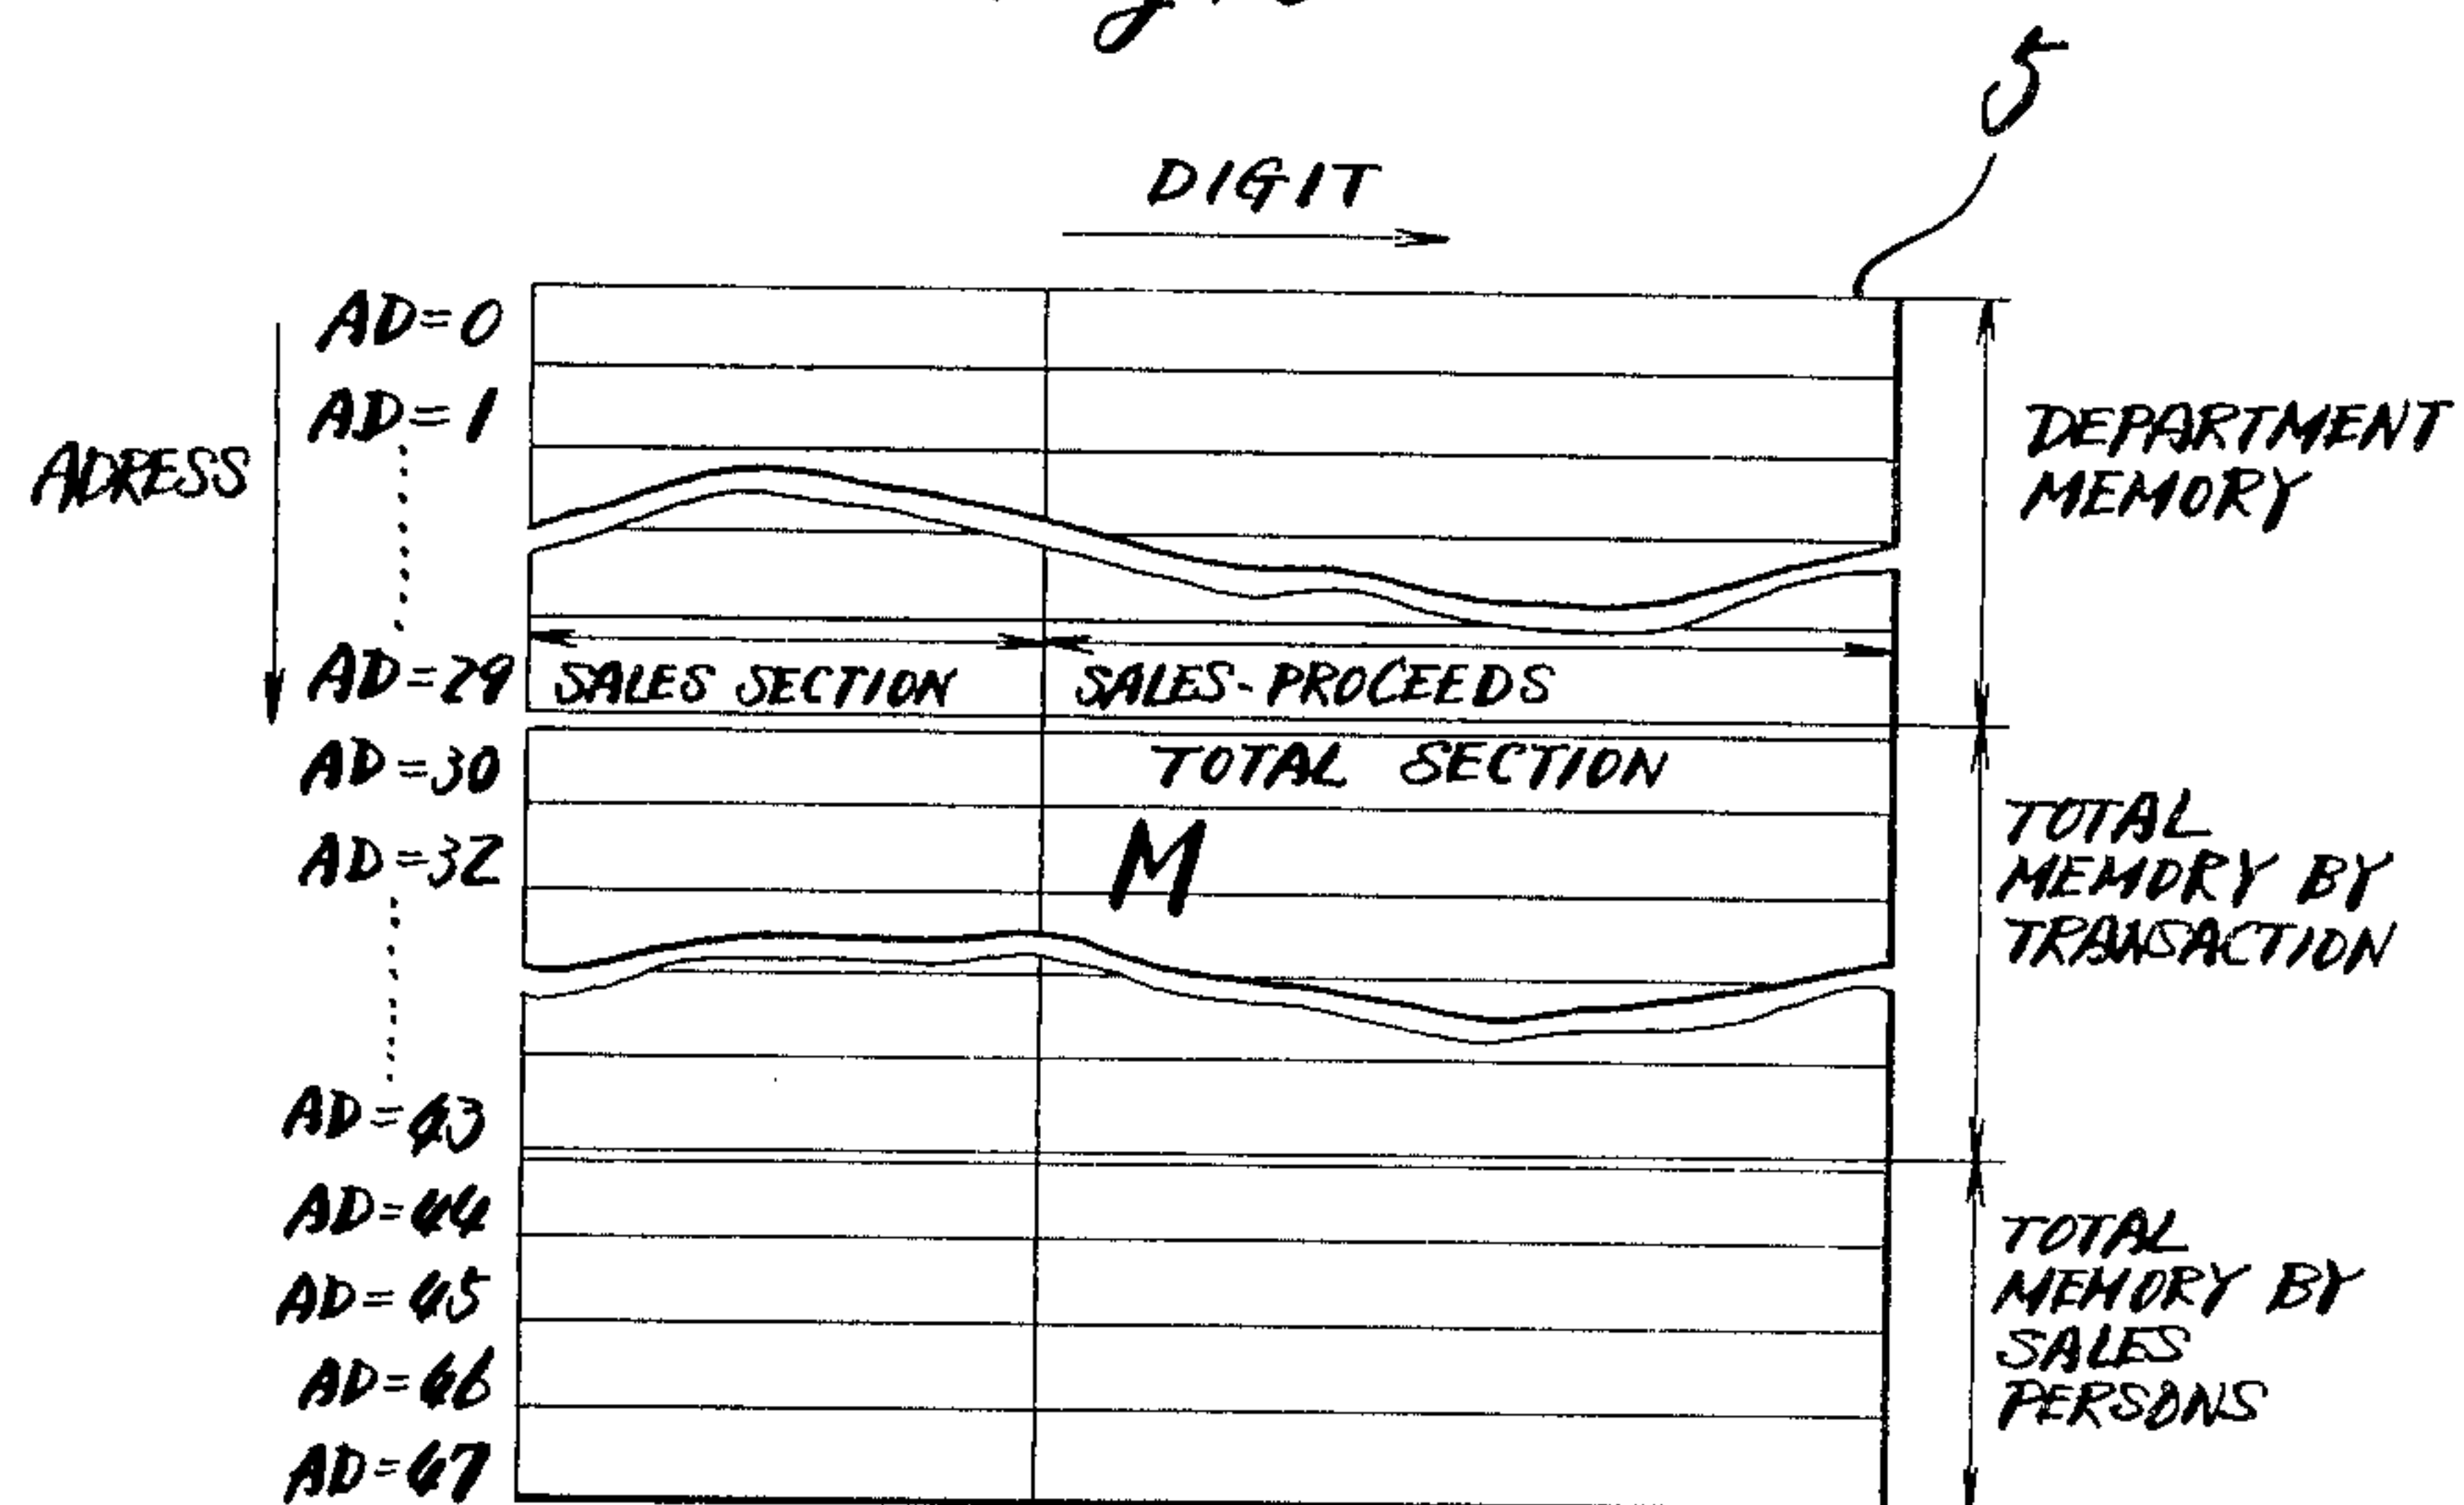 5
DIGIT
AD=0
AD=1
ADRESS
DEPARTMENT
MEMORY
AD=29
SALES SECTION
SALES-PROCEEDS
AD=30
TOTAL SECTION
AD=32
M
TOTAL
MEMORY BY
TRANSACTION
AD=43
AD=44
AD=45
AD=46
AD=47
TOTAL
MEMORY BY
SALES
PERSONS